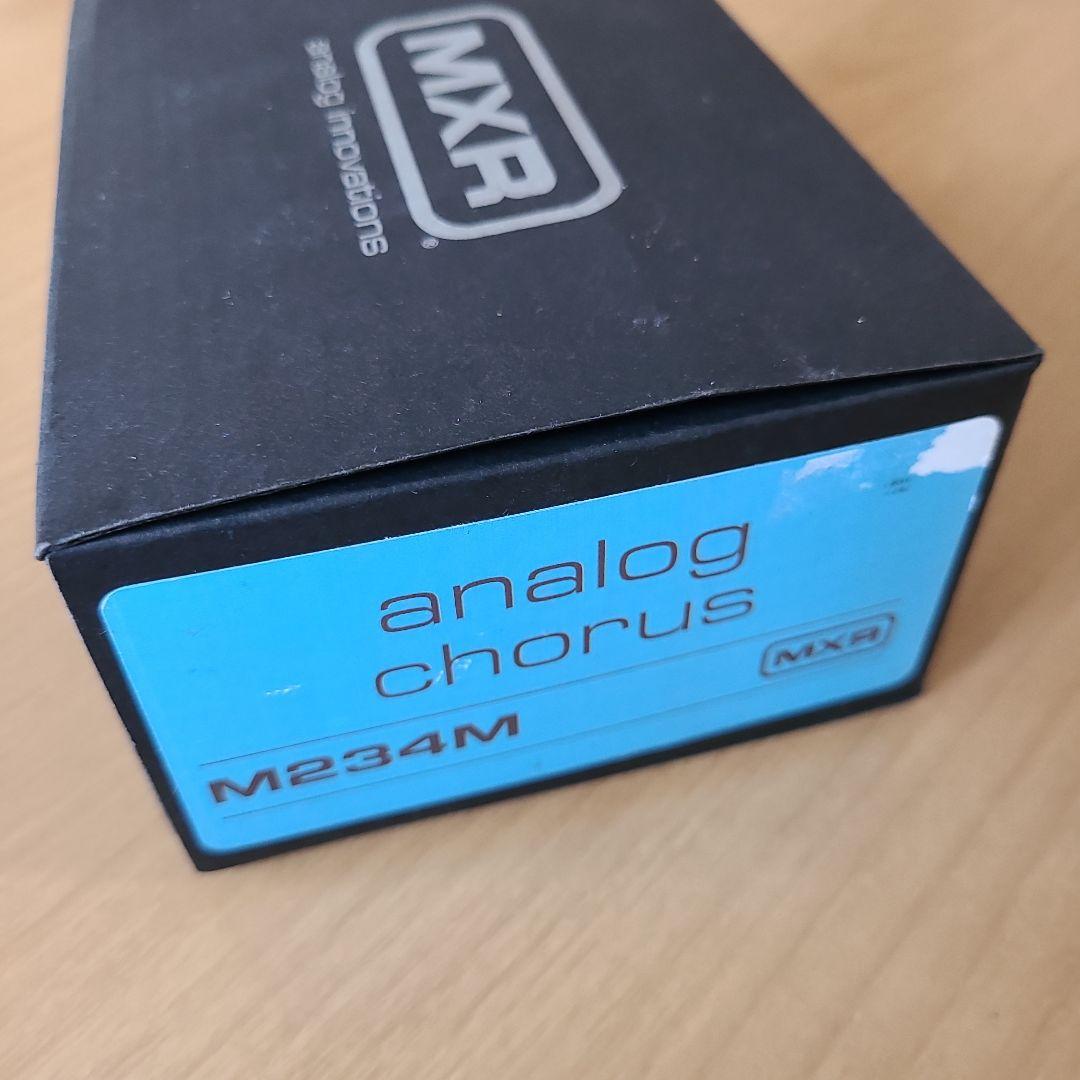 MXR
®
analog innovations
analog
chorus
MXR
M234M